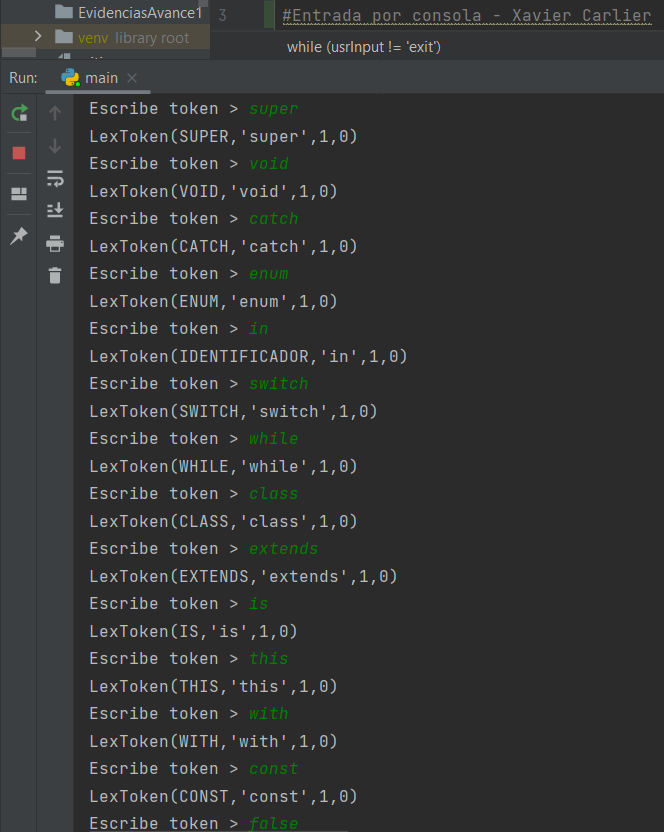 EvidenciasAvance1
3
#Entrada por consola - Xavier Carlier
venv library root
while (usrInput != 'exit')
Run:
main
Escribe token > super
LexToken(SUPER,'super',1,0)
Escribe token > void
LexToken(VOID,'void',1,0)
Escribe token > catch
LexToken(CATCH,'catch',1,0)
Escribe token > enum
LexToken(ENUM,'enum',1,0)
Escribe token > in
LexToken(IDENTIFICADOR,'in',1,0)
Escribe token > switch
LexToken(SWITCH,'switch',1,0)
Escribe token > while
LexToken(WHILE,'while',1,0)
Escribe token > class
LexToken(CLASS,'class',1,0)
Escribe token > extends
LexToken(EXTENDS,'extends',1,0)
Escribe token > is
LexToken(IS,'is',1,0)
Escribe token > this
LexToken(THIS,'this',1,0)
Escribe token > with
LexToken(WITH,'with',1,0)
Escribe token > const
LexToken(CONST,'const',1,0)
Escribe token > false